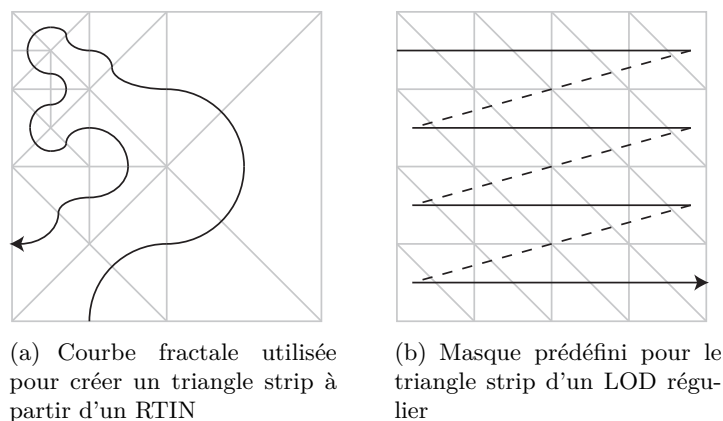 (a) Courbe fractale utilisée
pour créer un triangle strip à
partir d'un RTIN
(b) Masque prédéfini pour le
triangle strip d'un LOD régu-
lier